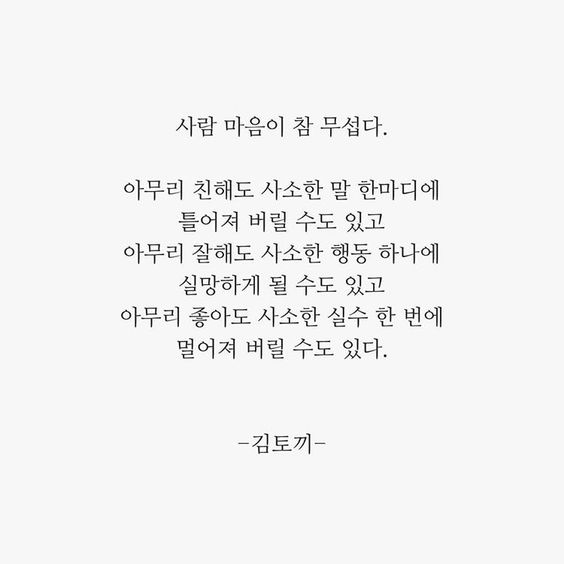 사람 마음이 참 무섭다.
아무리 친해도 사소한 말 한마디에
틀어져 버릴 수도 있고
아무리 잘해도 사소한 행동 하나에
실망하게 될 수도 있고
아무리 좋아도 사소한 실수 한 번에
멀어져 버릴 수도 있다.
-김토끼-